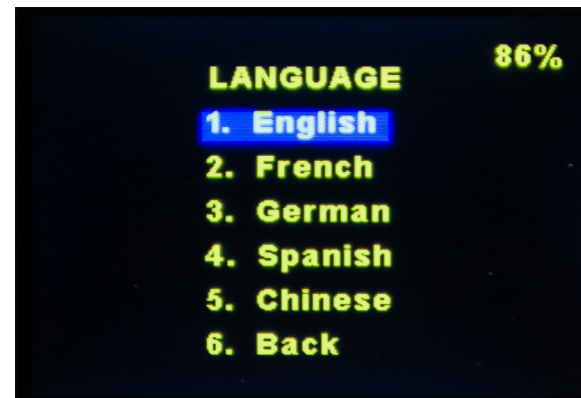 86%
LANGUAGE
1. English
2. French
3. German
4. Spanish
5. Chinese
6. Back